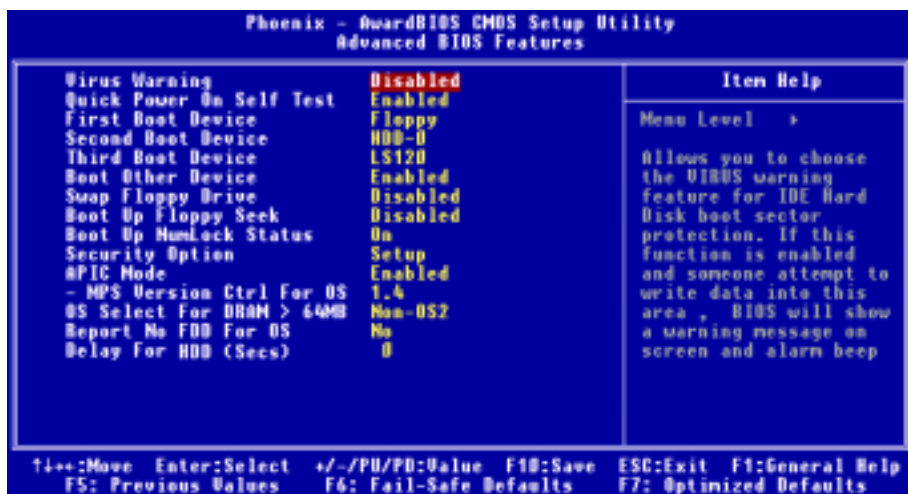 Phoenix - AwardBIOS CMOS Setup Utility
Advanced BIOS Features
Virus Warning Disabled
Quick Power On Self Test Enabled
First Boot Device Floppy
Second Boot Device HDD-0
Third Boot Device LS120
Boot Other Device Enabled
Swap Floppy Drive Disabled
Boot Up Floppy Seek Disabled
Boot Up NumLock Status On
Security Option Setup
APIC Mode Enabled
- MPS Version Ctrl For OS 1.4
OS Select For DRAM > 64MB Non-OS2
Report No FDD For OS No
Delay For HDD (Secs) 0
Item Help
Menu Level ▸
Allows you to choose
the VIRUS warning
feature for IDE Hard
Disk boot sector
protection. If this
function is enabled
and someone attempt to
write data into this
area , BIOS will show
a warning message on
screen and alarm beep
↑↓→←:Move Enter:Select +/-/PU/PD:Value F10:Save ESC:Exit F1:General Help
F5: Previous Values F6: Fail-Safe Defaults F7: Optimized Defaults